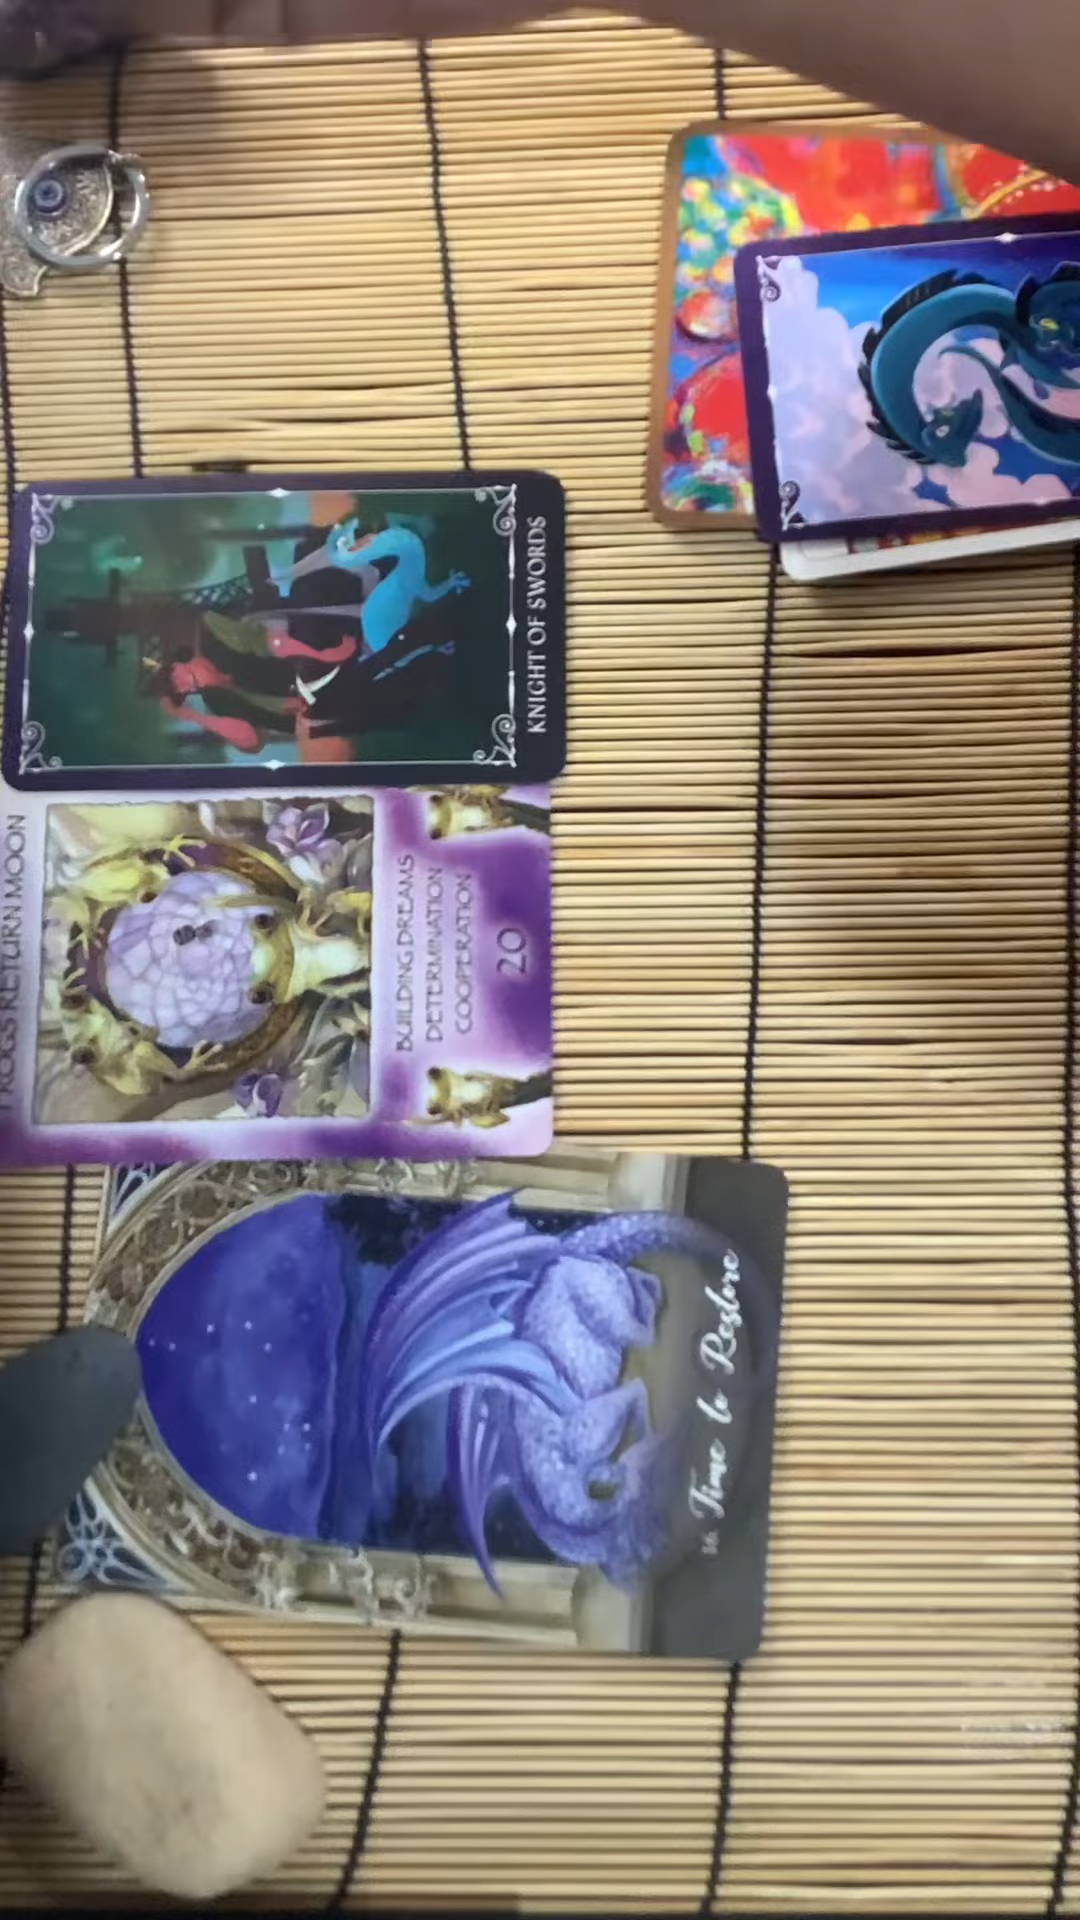 KNIGHT OF SWORDS
FROGS RETURN MOON
BUILDING DREAMS
DETERMINATION
COOPERATION
20
Time to Restore